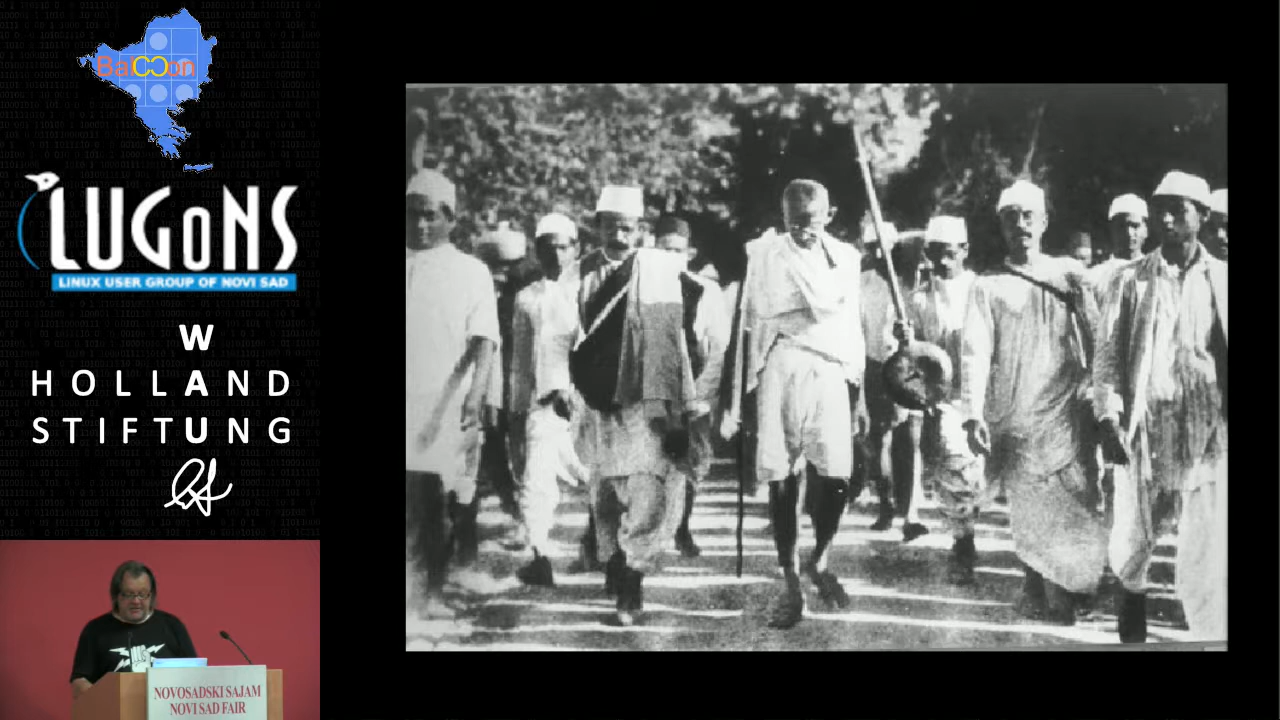 BalCCon
LUGoNS
LINUX USER GROUP OF NOVI SAD
W
HOLLAND
STIFTUNG
NOVOSADSKI SAJAM
NOVI SAD FAIR